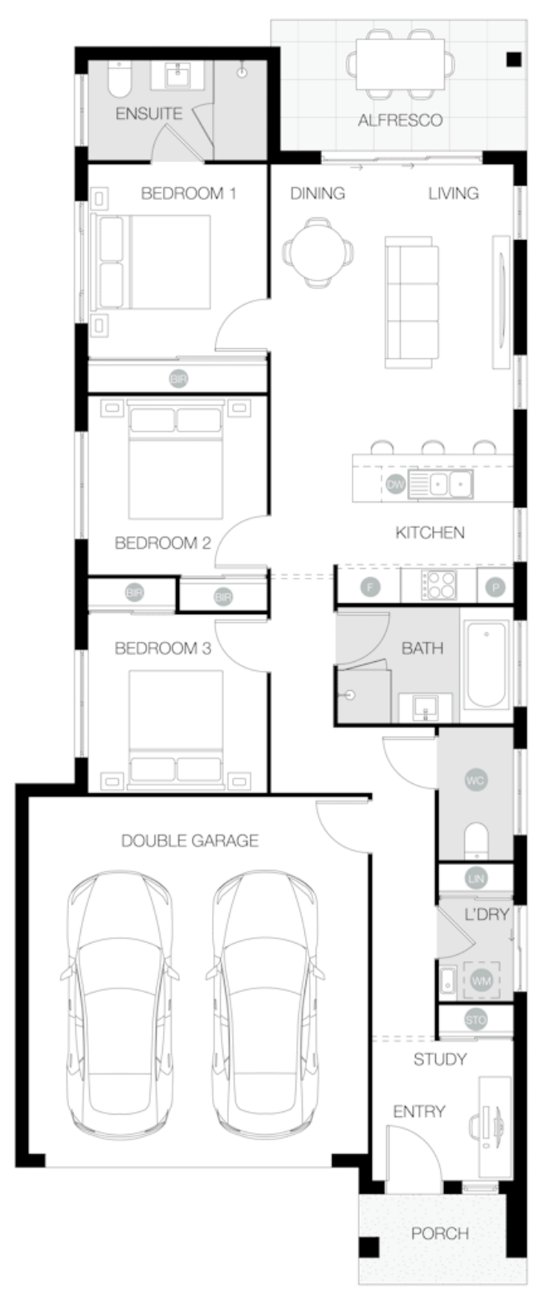 ENSUITE
ALFRESCO
BEDROOM 1
DINING
LIVING
BIR
DW
BEDROOM 2
KITCHEN
BIR
BIR
F
P
BEDROOM 3
BATH
WC
DOUBLE GARAGE
LIN
L'DRY
WM
STO
STUDY
ENTRY
PORCH